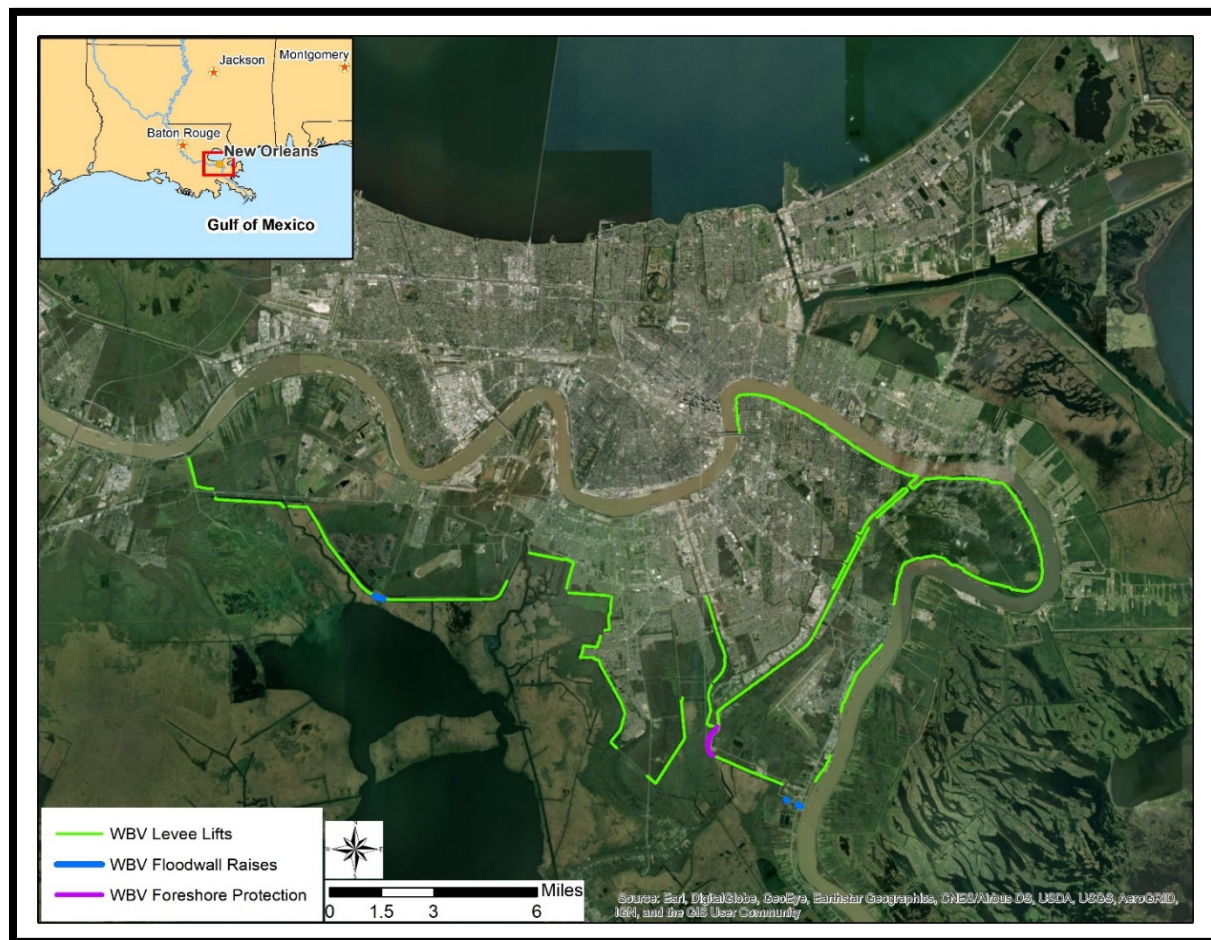 Jackson
Montgomery
Baton Rouge
New Orleans
Gulf of Mexico
WBV Levee Lifts
WBV Floodwall Raises
WBV Foreshore Protection
N
Miles
0 1.5 3 6
Source: Esri, DigitalGlobe, GeoEye, Earthstar Geographics, CNES/Airbus DS, USDA, USGS, AeroGRID,
IGN, and the GIS User Community